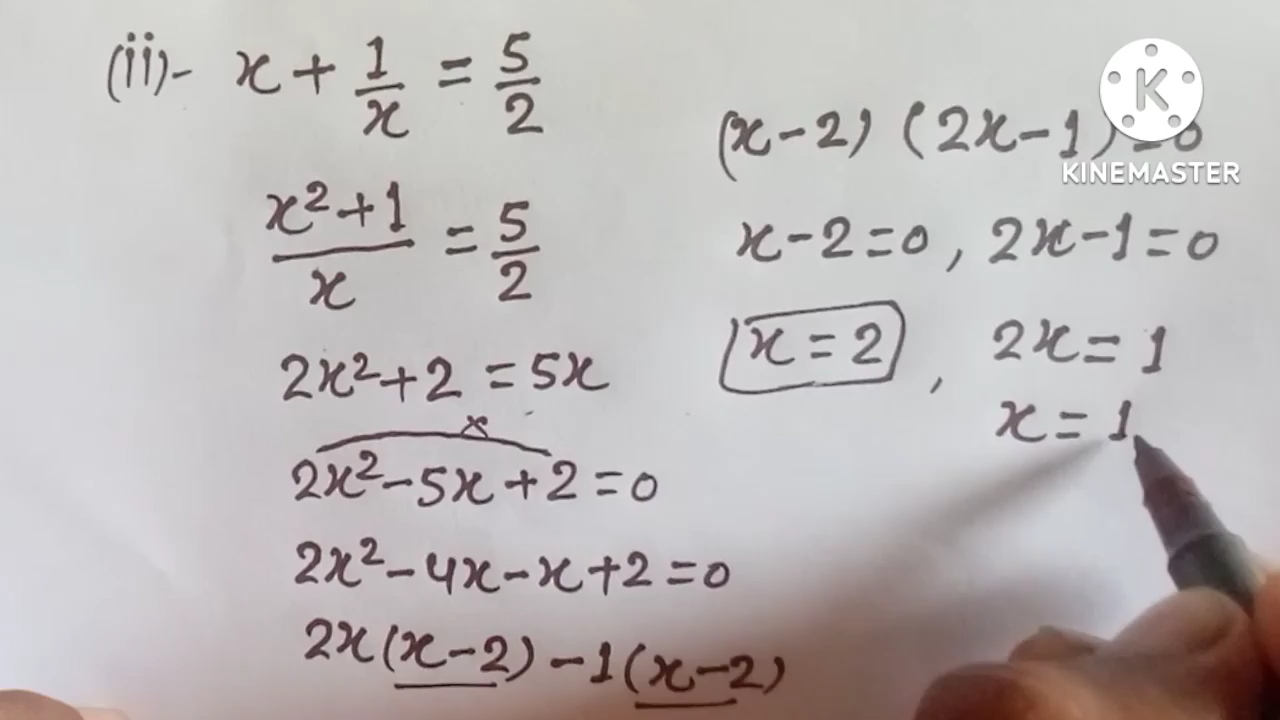 (ii)- x + 1/x = 5/2
x² + 1/x = 5/2
2x² + 2 = 5x
x
2x² - 5x + 2 = 0
2x² - 4x - x + 2 = 0
2x(x - 2) - 1(x - 2)
(x - 2) (2x - 1) = 0
x - 2 = 0, 2x - 1 = 0
x = 2, 2x = 1
x = 1
K
KINEMASTER